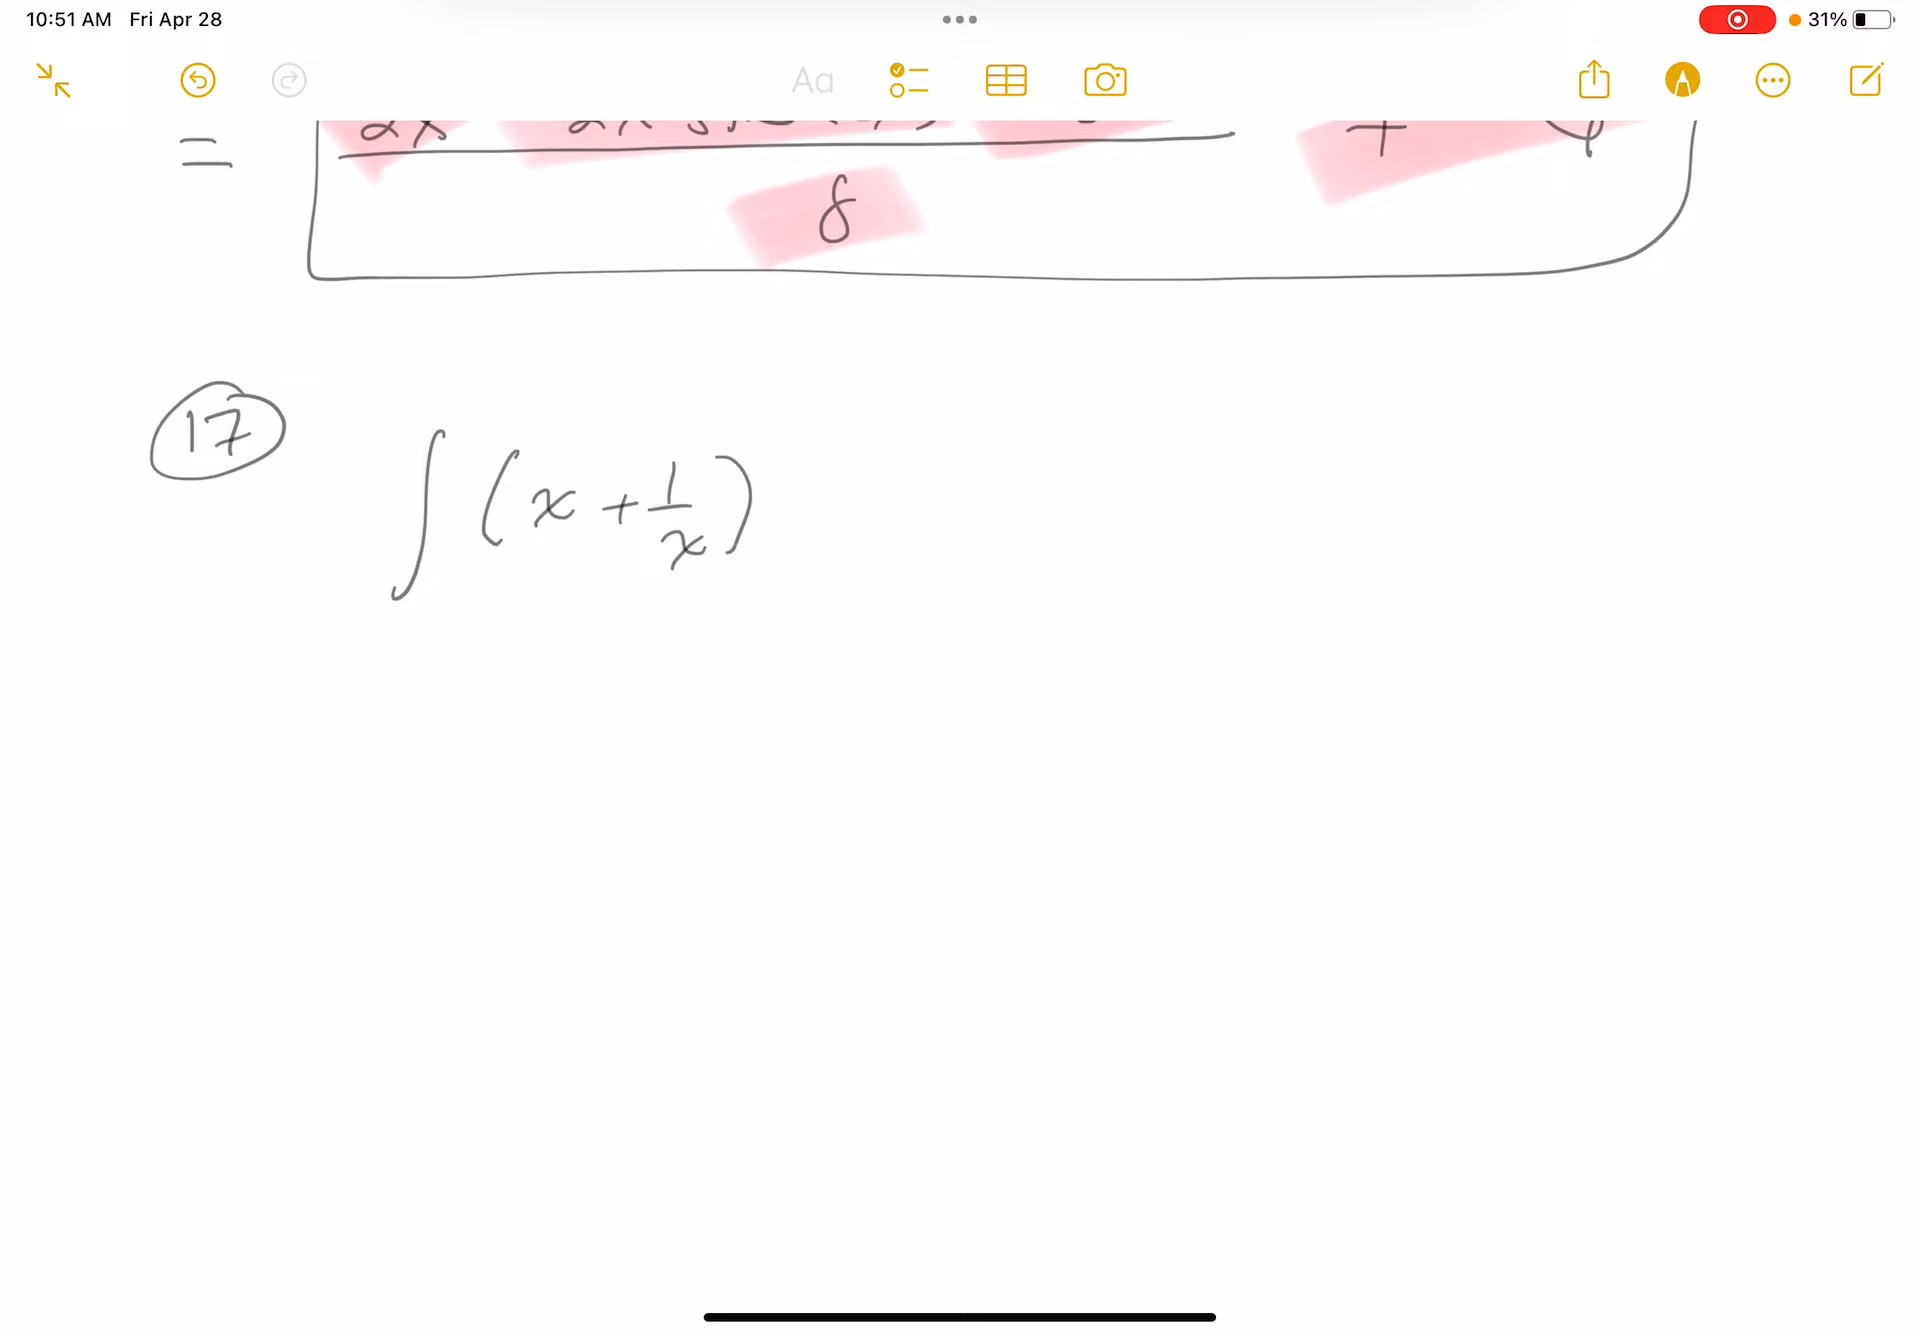 10:51 AM Fri Apr 28 31%
Aa
=
8
17 ∫ (x + 1/x)